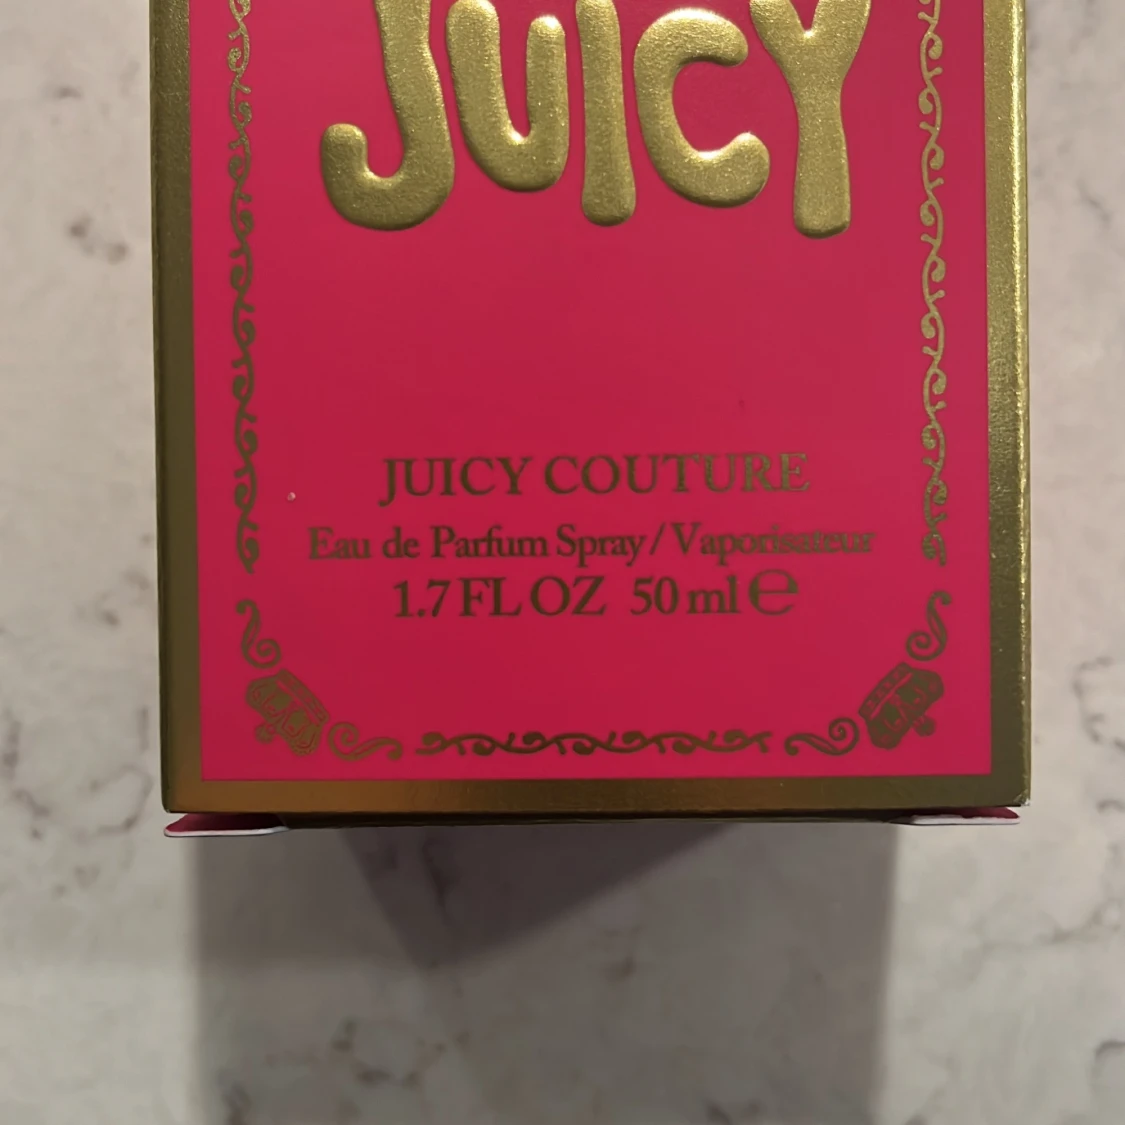 JUICY
JUICY COUTURE
Eau de Parfum Spray/Vaporisateur
1.7 FL OZ 50 ml ℮